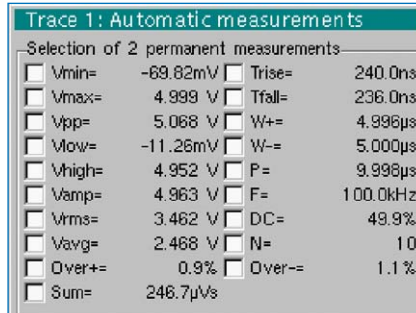 Trace 1: Automatic measurements
Selection of 2 permanent measurements
Vmin= -69.82mV Trise= 240.0ns
Vmax= 4.999 V Tfall= 236.0ns
Vpp= 5.068 V W+= 4.996µs
Vlow= -11.26mV W-= 5.000µs
Vhigh= 4.952 V P= 9.998µs
Vamp= 4.963 V F= 100.0kHz
Vrms= 3.462 V DC= 49.9%
Vavg= 2.468 V N= 10
Over+= 0.9% Over-= 1.1%
Sum= 246.7µVs